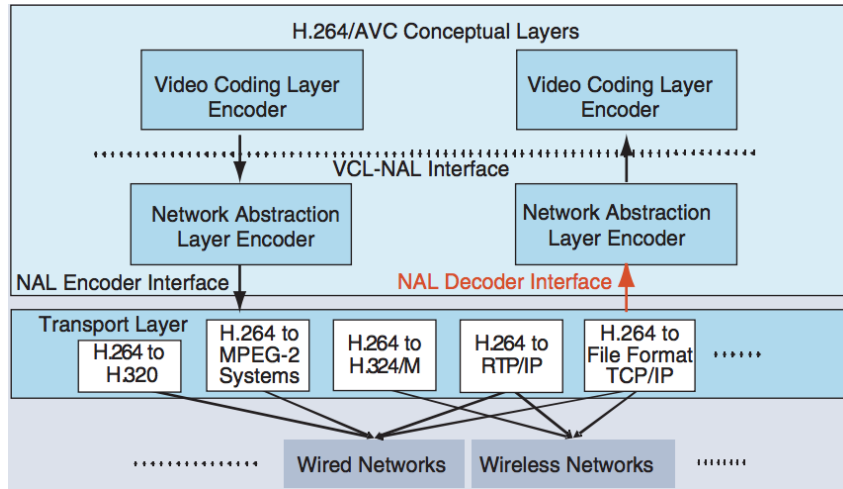 H.264/AVC Conceptual Layers
Video Coding Layer
Encoder
Video Coding Layer
Encoder
VCL-NAL Interface
Network Abstraction
Layer Encoder
Network Abstraction
Layer Encoder
NAL Encoder Interface
NAL Decoder Interface
Transport Layer
H.264 to
H.320
H.264 to
MPEG-2
Systems
H.264 to
H.324/M
H.264 to
RTP/IP
H.264 to
File Format
TCP/IP
Wired Networks
Wireless Networks